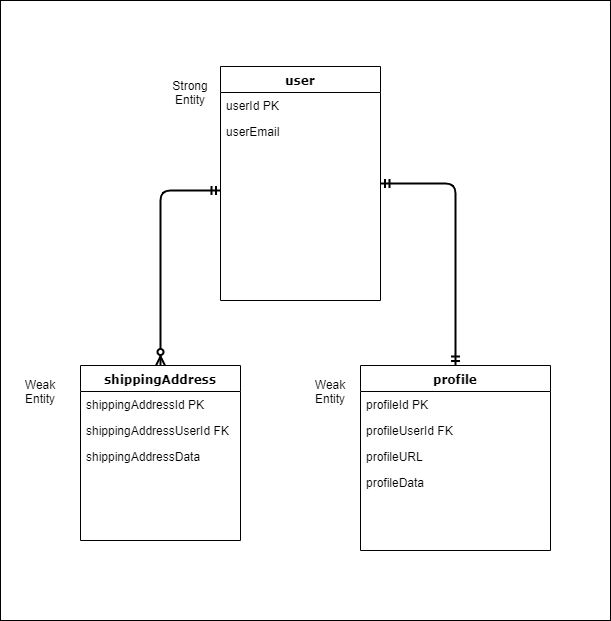 Strong
Entity
user
userId PK
userEmail
Weak
Entity
shippingAddress
shippingAddressId PK
shippingAddressUserId FK
shippingAddressData
Weak
Entity
profile
profileId PK
profileUserId FK
profileURL
profileData